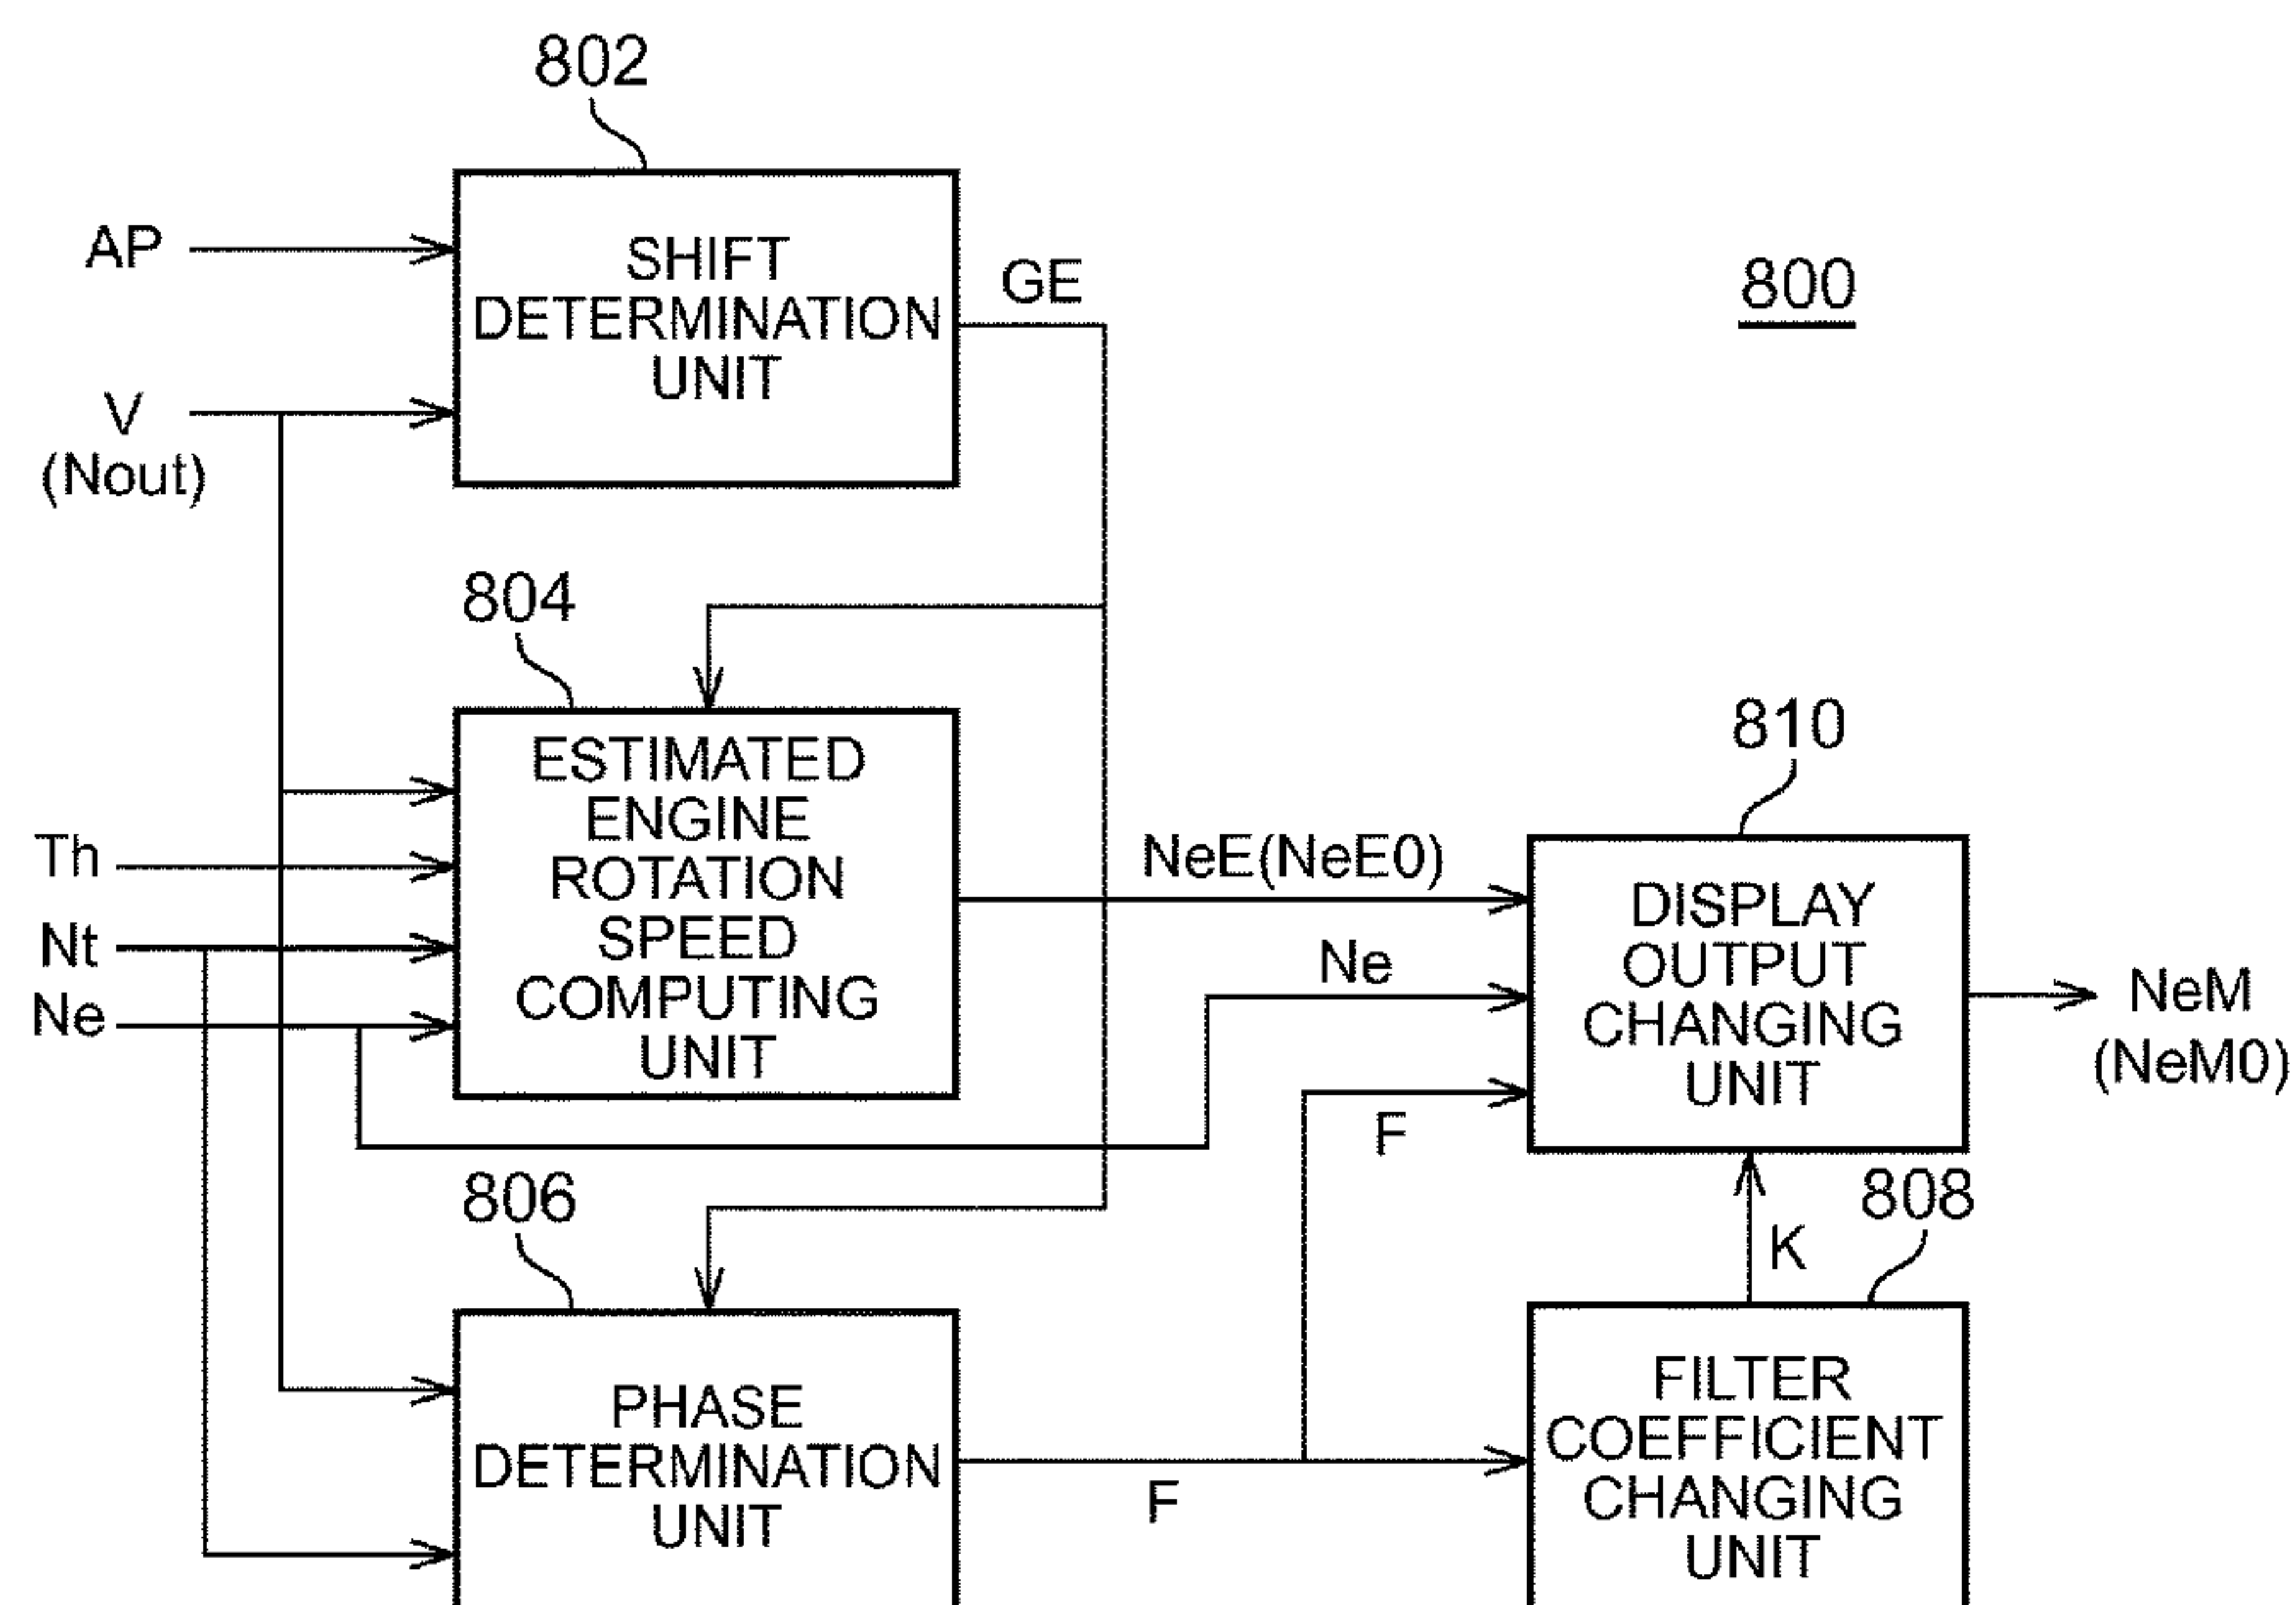 802
AP
SHIFT
DETERMINATION
UNIT
GE
800
V
(Nout)
804
ESTIMATED
ENGINE
ROTATION
SPEED
COMPUTING
UNIT
Th
Nt
Ne
NeE(NeE0)
Ne
F
810
DISPLAY
OUTPUT
CHANGING
UNIT
NeM
(NeM0)
806
PHASE
DETERMINATION
UNIT
F
K
808
FILTER
COEFFICIENT
CHANGING
UNIT